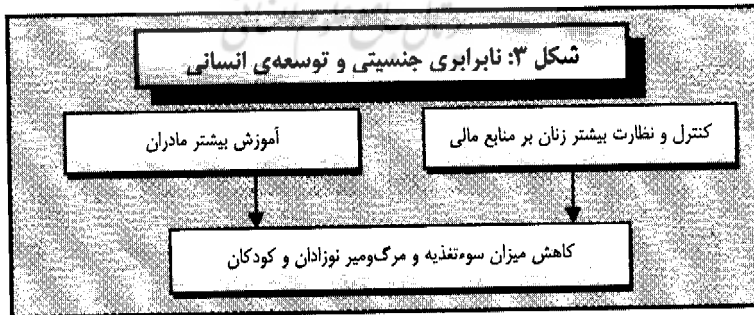 شکل ۳: نابرابری جنسیتی و توسعه‌ی انسانی
کنترل و نظارت بیشتر زنان بر منابع مالی
آموزش بیشتر مادران
کاهش میزان سوءتغذیه و مرگ‌ومیر نوزادان و کودکان